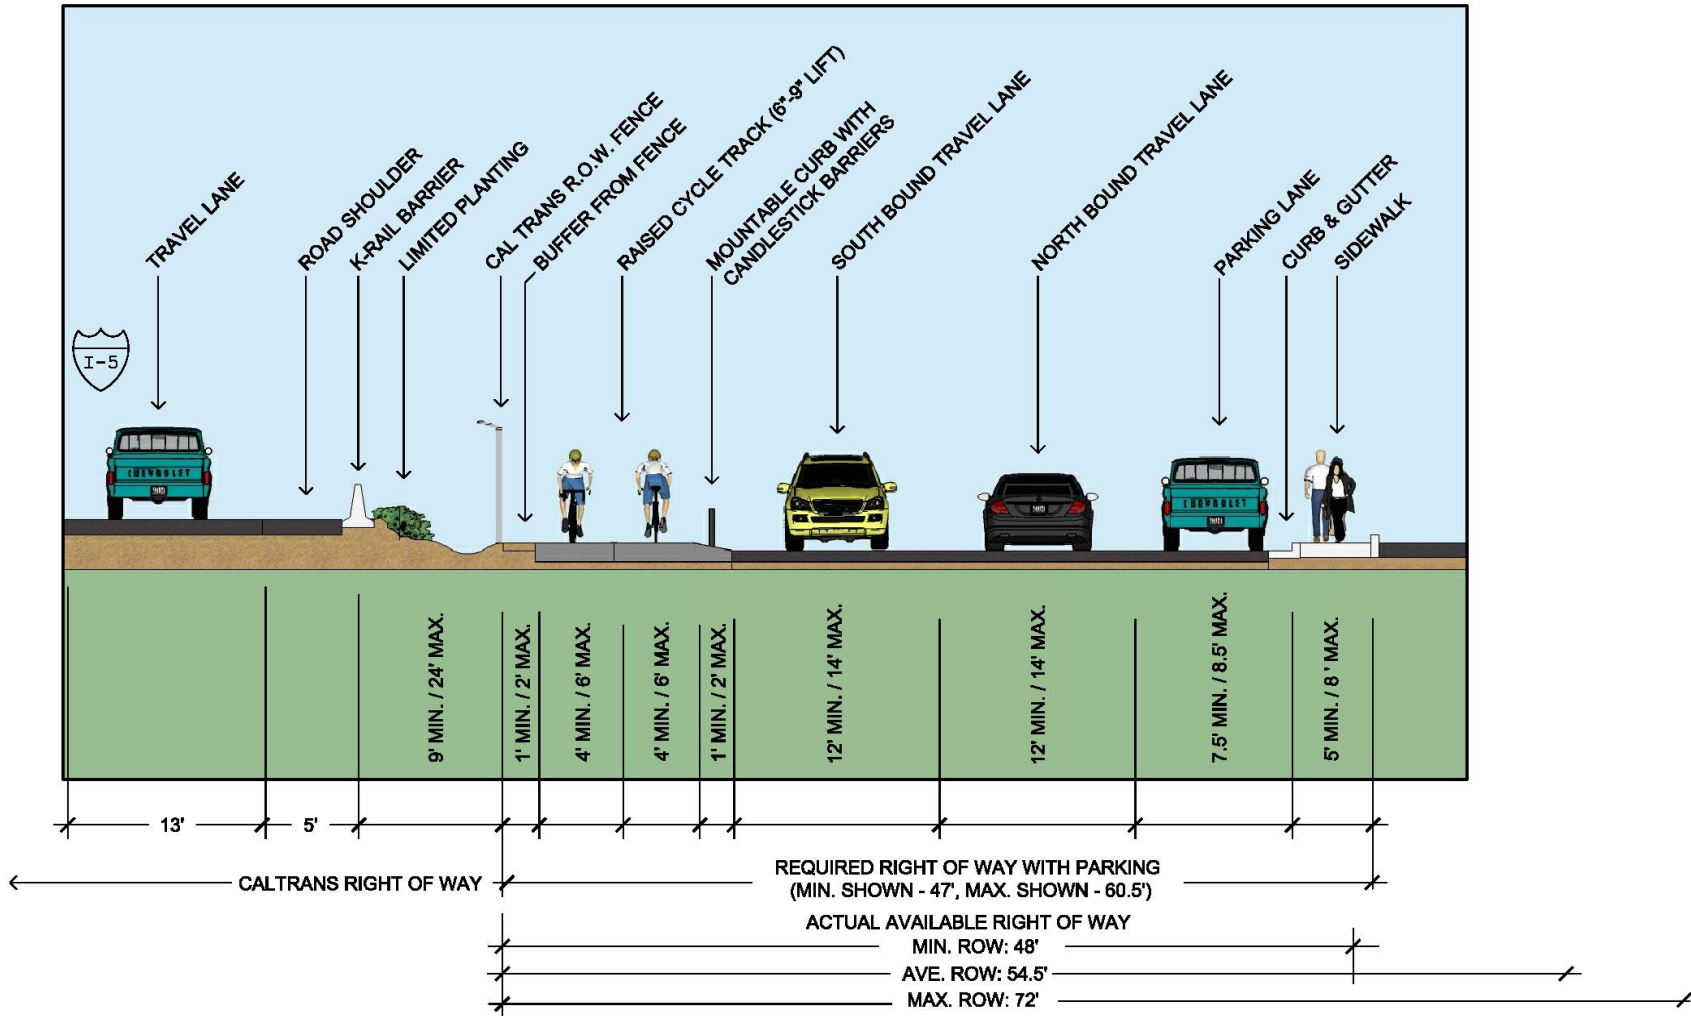 TRAVEL LANE
ROAD SHOULDER
K-RAIL BARRIER
LIMITED PLANTING
CAL TRANS R.O.W. FENCE
BUFFER FROM FENCE
RAISED CYCLE TRACK (6"-9" LIFT)
MOUNTABLE CURB WITH
CANDLESTICK BARRIERS
SOUTH BOUND TRAVEL LANE
NORTH BOUND TRAVEL LANE
PARKING LANE
CURB & GUTTER
SIDEWALK
I-5
CHEVROLET
CHEVROLET
9' MIN. / 24' MAX.
1' MIN. / 2' MAX.
4' MIN. / 6' MAX.
4' MIN. / 6' MAX.
1' MIN. / 2' MAX.
12' MIN. / 14' MAX.
12' MIN. / 14' MAX.
7.5' MIN. / 8.5' MAX.
5' MIN. / 8 ' MAX.
13'
5'
CALTRANS RIGHT OF WAY
REQUIRED RIGHT OF WAY WITH PARKING
(MIN. SHOWN - 47', MAX. SHOWN - 60.5')
ACTUAL AVAILABLE RIGHT OF WAY
MIN. ROW: 48'
AVE. ROW: 54.5'
MAX. ROW: 72'